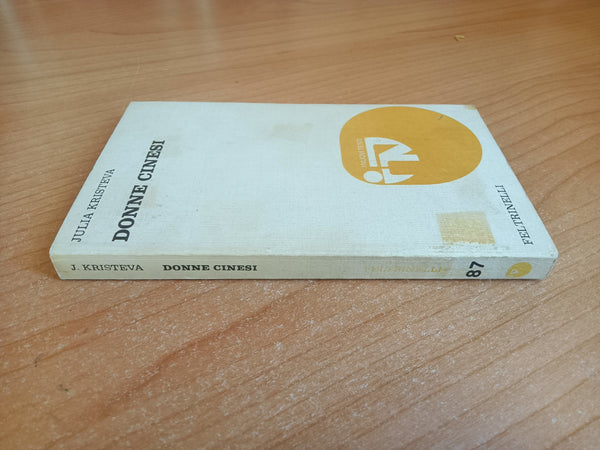 JULIA KRISTEVA
DONNE CINESI
FELTRINELLI
J. KRISTEVA DONNE CINESI FELTRINELLI 87